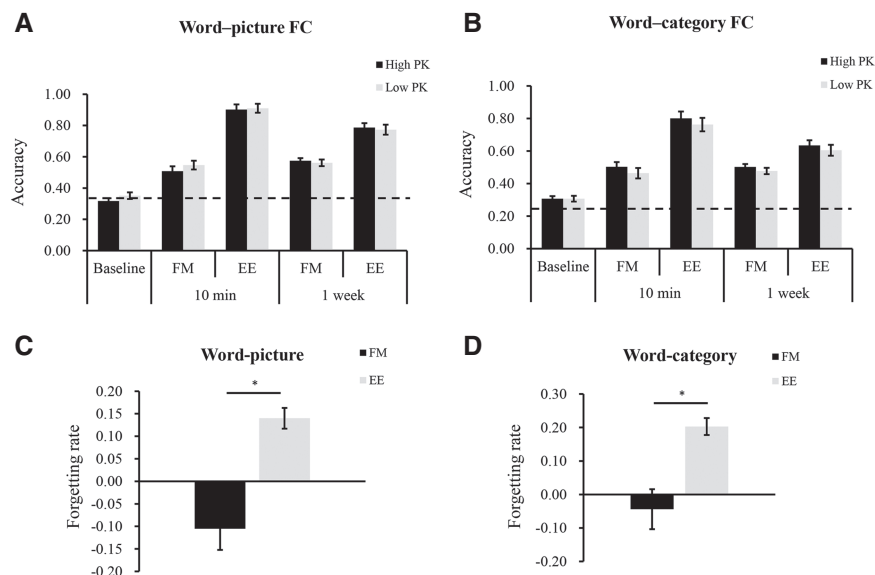 A
Word–picture FC
High PK
Low PK
Accuracy
1.00
0.80
0.60
0.40
0.20
0.00
Baseline
FM
EE
FM
EE
10 min
1 week
B
Word–category FC
High PK
Low PK
Accuracy
1.00
0.80
0.60
0.40
0.20
0.00
Baseline
FM
EE
FM
EE
10 min
1 week
C
Word-picture
FM
EE
*
Forgetting rate
0.20
0.15
0.10
0.05
0.00
-0.05
-0.10
-0.15
-0.20
D
Word-category
FM
EE
*
Forgetting rate
0.30
0.20
0.10
0.00
-0.10
-0.20